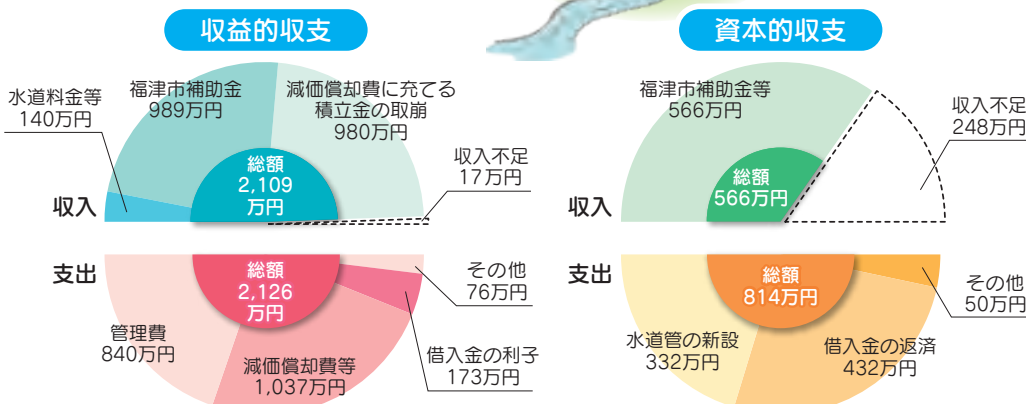 収益的収支
水道料金等
140万円
福津市補助金
989万円
減価償却費に充てる
積立金の取崩
980万円
収入不足
17万円
総額
2,109
万円
収入
支出
総額
2,126
万円
その他
76万円
管理費
840万円
減価償却費等
1,037万円
借入金の利子
173万円
資本的収支
福津市補助金等
566万円
収入不足
248万円
総額
566万円
収入
支出
総額
814万円
その他
50万円
水道管の新設
332万円
借入金の返済
432万円